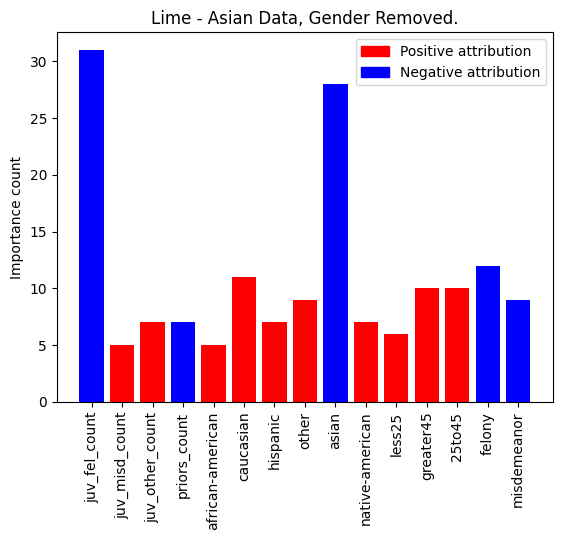 Lime - Asian Data, Gender Removed.
Positive attribution
Negative attribution
Importance count
30
25
20
15
10
5
0
juv_fel_count
juv_misd_count
juv_other_count
priors_count
african-american
caucasian
hispanic
other
asian
native-american
less25
greater45
25to45
felony
misdemeanor